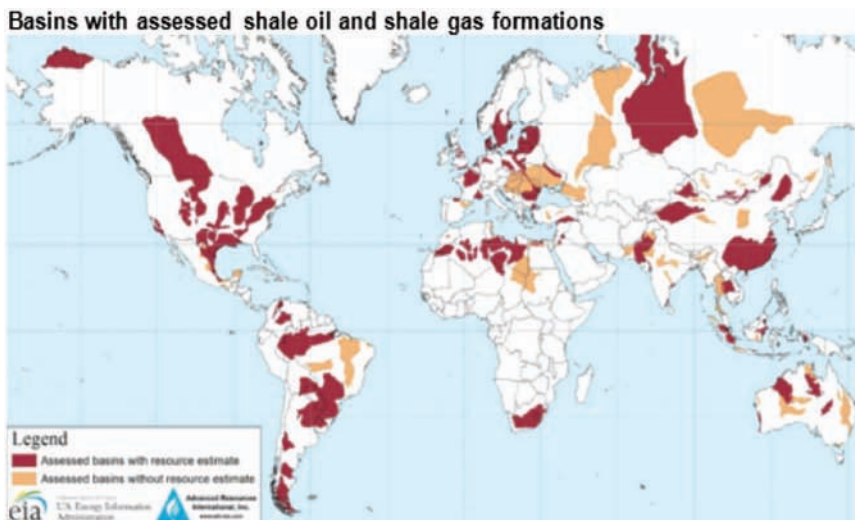 Basins with assessed shale oil and shale gas formations
Legend
Assessed basins with resource estimate
Assessed basins without resource estimate
eia
U.S. Energy Information
Administration
Advanced Resources
International, Inc.